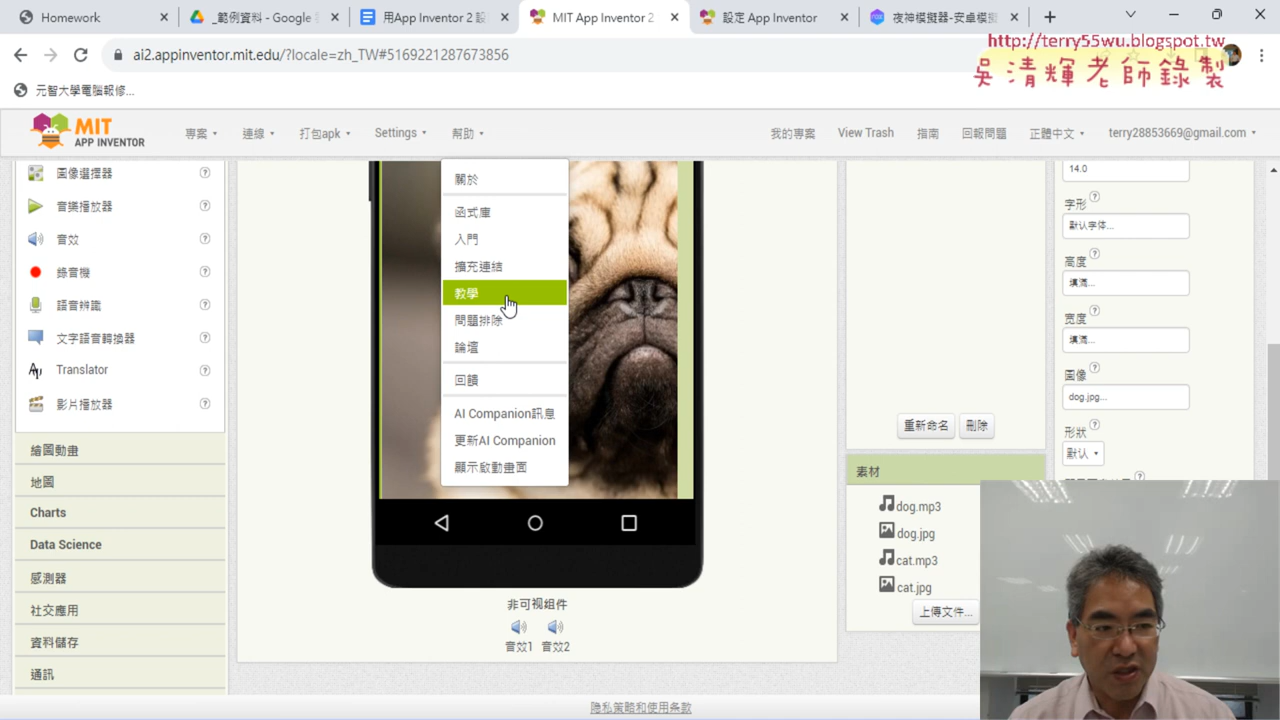 Homework
_範例資料 - Google
用App Inventor 2 設
MIT App Inventor 2
設定 App Inventor
夜神模擬器-安卓模擬
ai2.appinventor.mit.edu/?locale=zh_TW#5169221287673856
http://terry55wu.blogspot.tw
吳清輝老師錄製
元智大學電腦報修...
MIT
APP INVENTOR
專案
連線
打包apk
Settings
幫助
我的專案
View Trash
指南
回報問題
正體中文
terry28853669@gmail.com
圖像選擇器
音樂播放器
音效
錄音機
語音辨識
文字語音轉換器
Translator
影片播放器
繪圖動畫
地圖
Charts
Data Science
感測器
社交應用
資料儲存
通訊
關於
函式庫
入門
擴充連結
教學
問題排除
論壇
回饋
AI Companion訊息
更新AI Companion
顯示啟動畫面
非可视组件
音效1
音效2
重新命名
刪除
素材
dog.mp3
dog.jpg
cat.mp3
cat.jpg
上傳文件...
14.0
字形
默认字体...
高度
填满...
宽度
填满...
图像
dog.jpg...
形狀
默认
隐私策略和使用条款